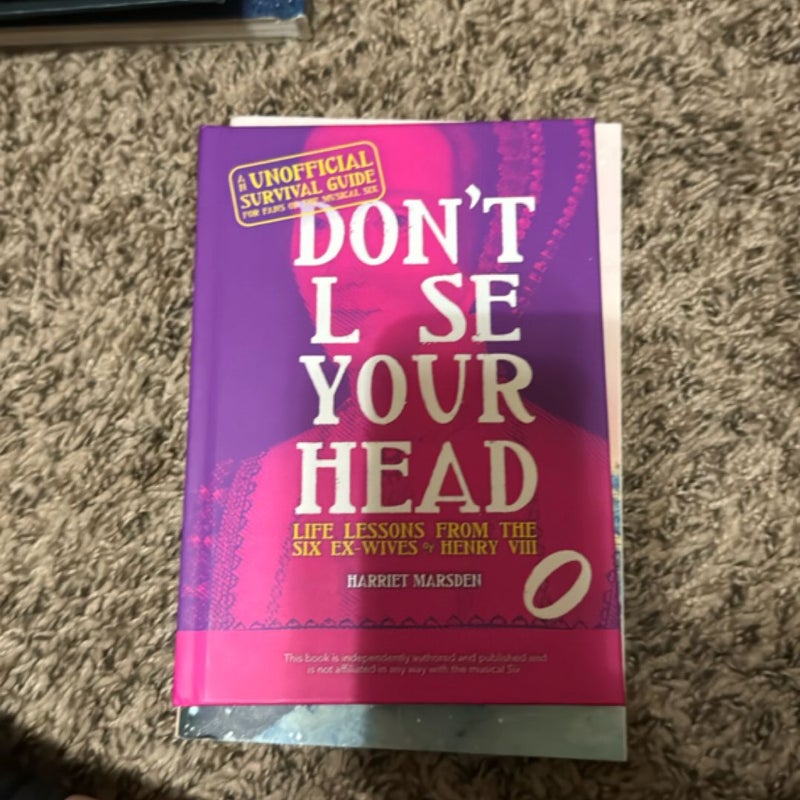 AN UNOFFICIAL
SURVIVAL GUIDE
FOR FANS OF THE MUSICAL SIX
DON'T
L SE
YOUR
HEAD
LIFE LESSONS FROM THE
SIX EX-WIVES OF HENRY VIII
HARRIET MARSDEN
O
This book is independently authored and published and
is not affiliated in any way with the musical Six